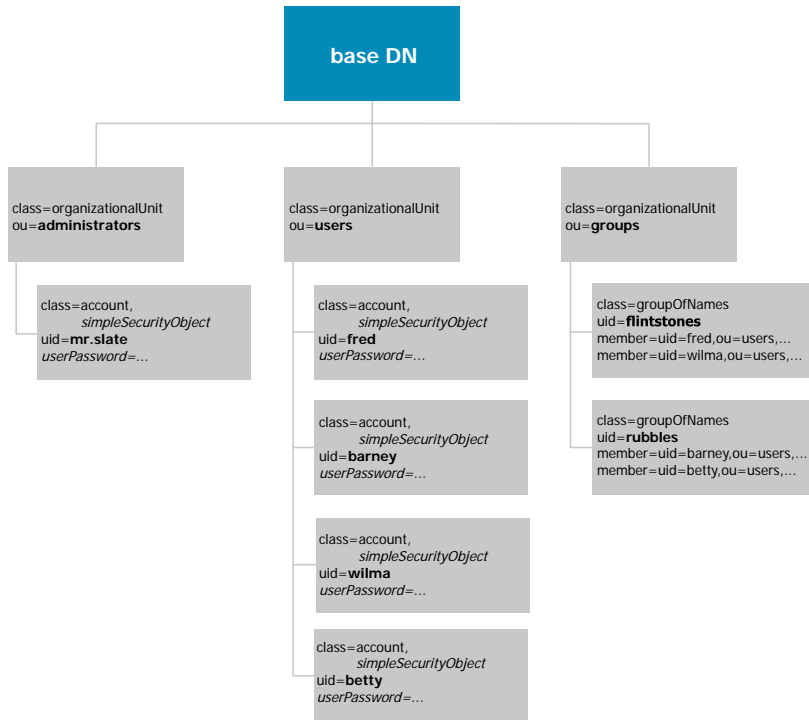 base DN
class=organizationalUnit
ou=administrators
class=account,
simpleSecurityObject
uid=mr.slate
userPassword=...
class=organizationalUnit
ou=users
class=account,
simpleSecurityObject
uid=fred
userPassword=...
class=account,
simpleSecurityObject
uid=barney
userPassword=...
class=account,
simpleSecurityObject
uid=wilma
userPassword=...
class=account,
simpleSecurityObject
uid=betty
userPassword=...
class=organizationalUnit
ou=groups
class=groupOfNames
uid=flintstones
member=uid=fred,ou=users,...
member=uid=wilma,ou=users,...
class=groupOfNames
uid=rubbles
member=uid=barney,ou=users,...
member=uid=betty,ou=users,...